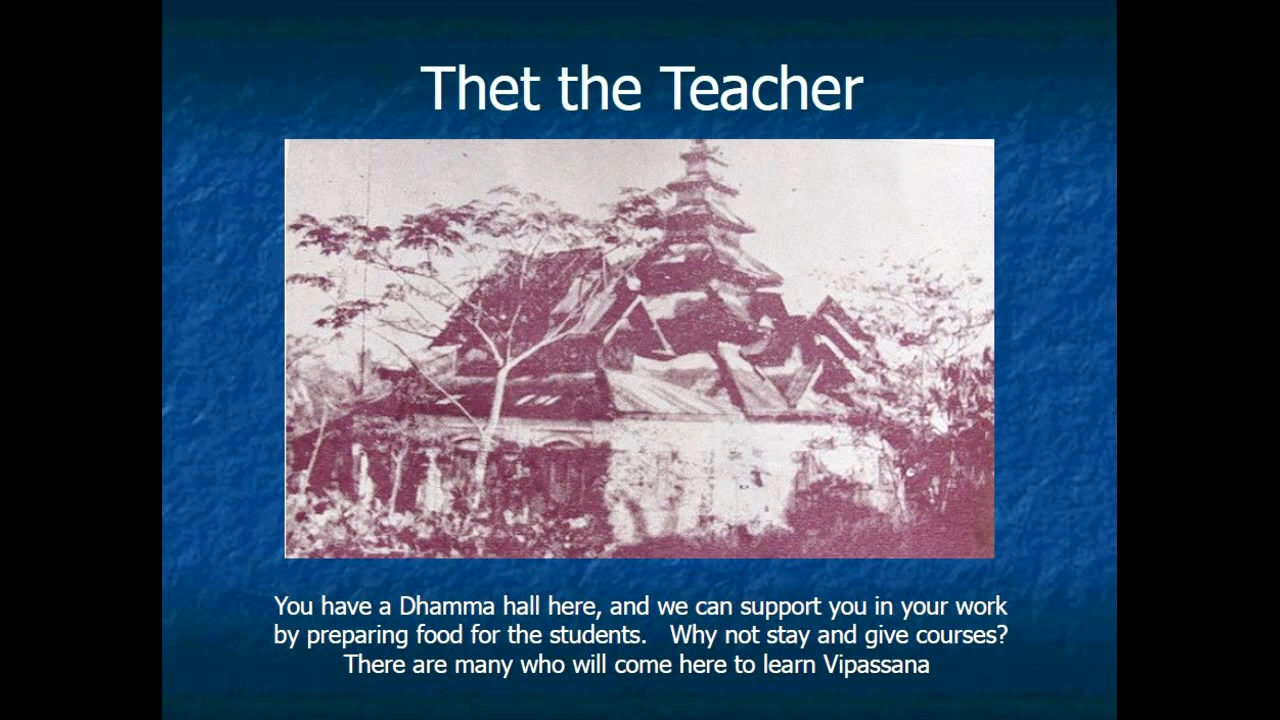 Thet the Teacher
You have a Dhamma hall here, and we can support you in your work
by preparing food for the students. Why not stay and give courses?
There are many who will come here to learn Vipassana